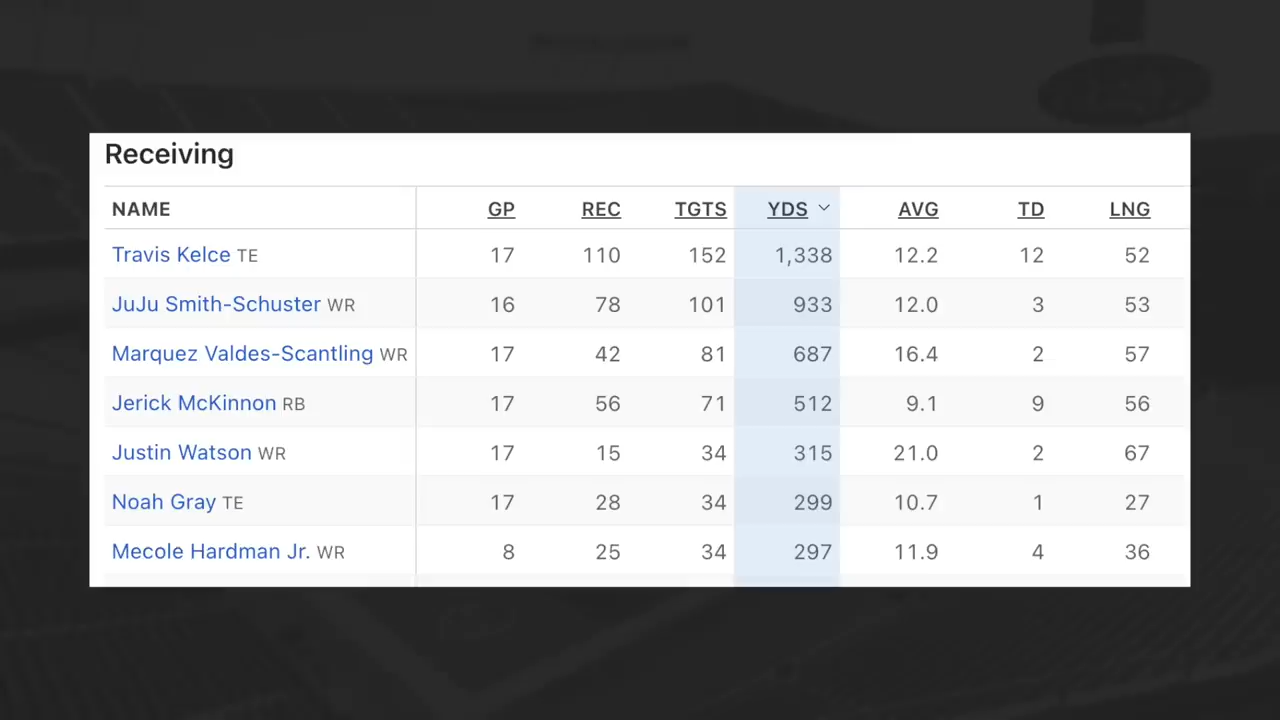 Receiving
NAME GP REC TGTS YDS AVG TD LNG
Travis Kelce TE 17 110 152 1,338 12.2 12 52
JuJu Smith-Schuster WR 16 78 101 933 12.0 3 53
Marquez Valdes-Scantling WR 17 42 81 687 16.4 2 57
Jerick McKinnon RB 17 56 71 512 9.1 9 56
Justin Watson WR 17 15 34 315 21.0 2 67
Noah Gray TE 17 28 34 299 10.7 1 27
Mecole Hardman Jr. WR 8 25 34 297 11.9 4 36